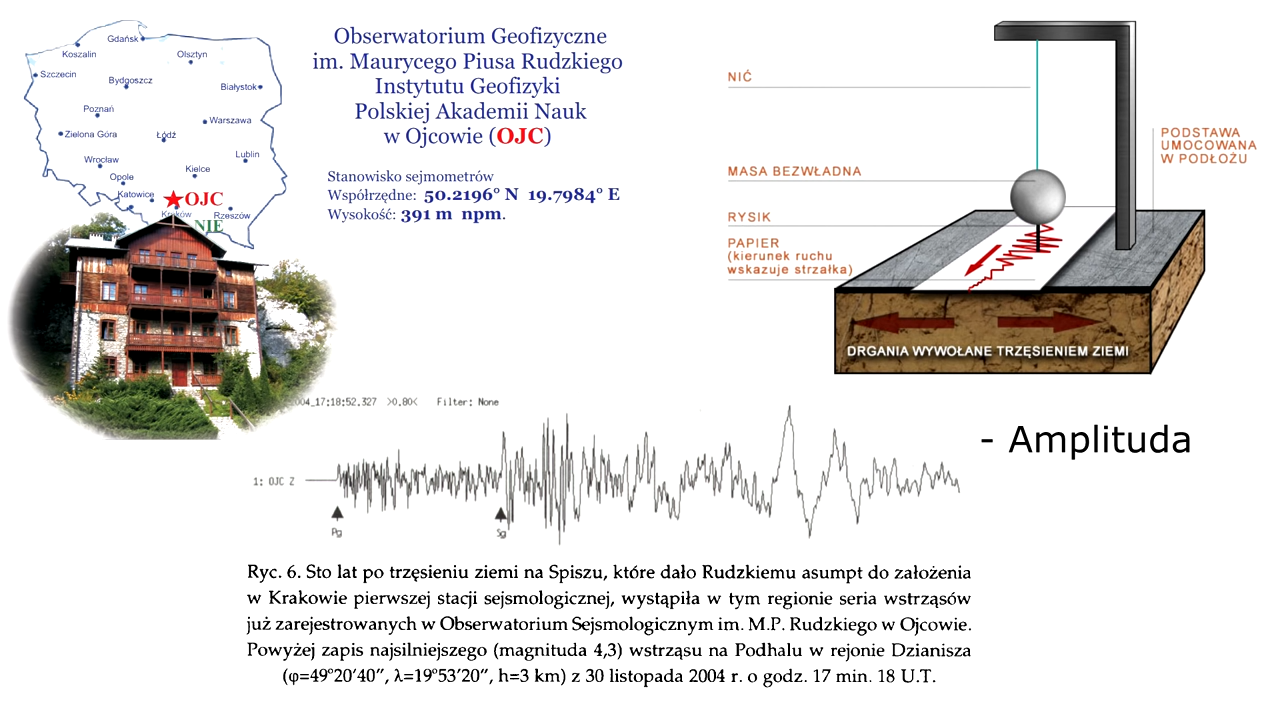 Gdańsk
Koszalin
Olsztyn
Szczecin
Bydgoszcz
Białystok
Poznań
Warszawa
Zielona Góra
Łódź
Wrocław
Lublin
Kielce
Opole
Katowice
OJC
Kraków
Rzeszów
NIE
Obserwatorium Geofizyczne
im. Maurycego Piusa Rudzkiego
Instytutu Geofizyki
Polskiej Akademii Nauk
w Ojcowie (OJC)
Stanowisko sejmometrów
Współrzędne: 50.2196° N 19.7984° E
Wysokość: 391 m npm.
NIĆ
MASA BEZWŁADNA
RYSIK
PAPIER
(kierunek ruchu
wskazuje strzałka)
PODSTAWA
UMOCOWANA
W PODŁOŻU
DRGANIA WYWOŁANE TRZĘSIENIEM ZIEMI
004_17:18:52.327 >0.80< Filter: None
1: OJC Z
Pg
Sg
- Amplituda
Ryc. 6. Sto lat po trzęsieniu ziemi na Spiszu, które dało Rudzkiemu asumpt do założenia
w Krakowie pierwszej stacji sejsmologicznej, wystąpiła w tym regionie seria wstrząsów
już zarejestrowanych w Obserwatorium Sejsmologicznym im. M.P. Rudzkiego w Ojcowie.
Powyżej zapis najsilniejszego (magnituda 4,3) wstrząsu na Podhalu w rejonie Dzianisza
(φ=49°20′40″, λ=19°53′20″, h=3 km) z 30 listopada 2004 r. o godz. 17 min. 18 U.T.